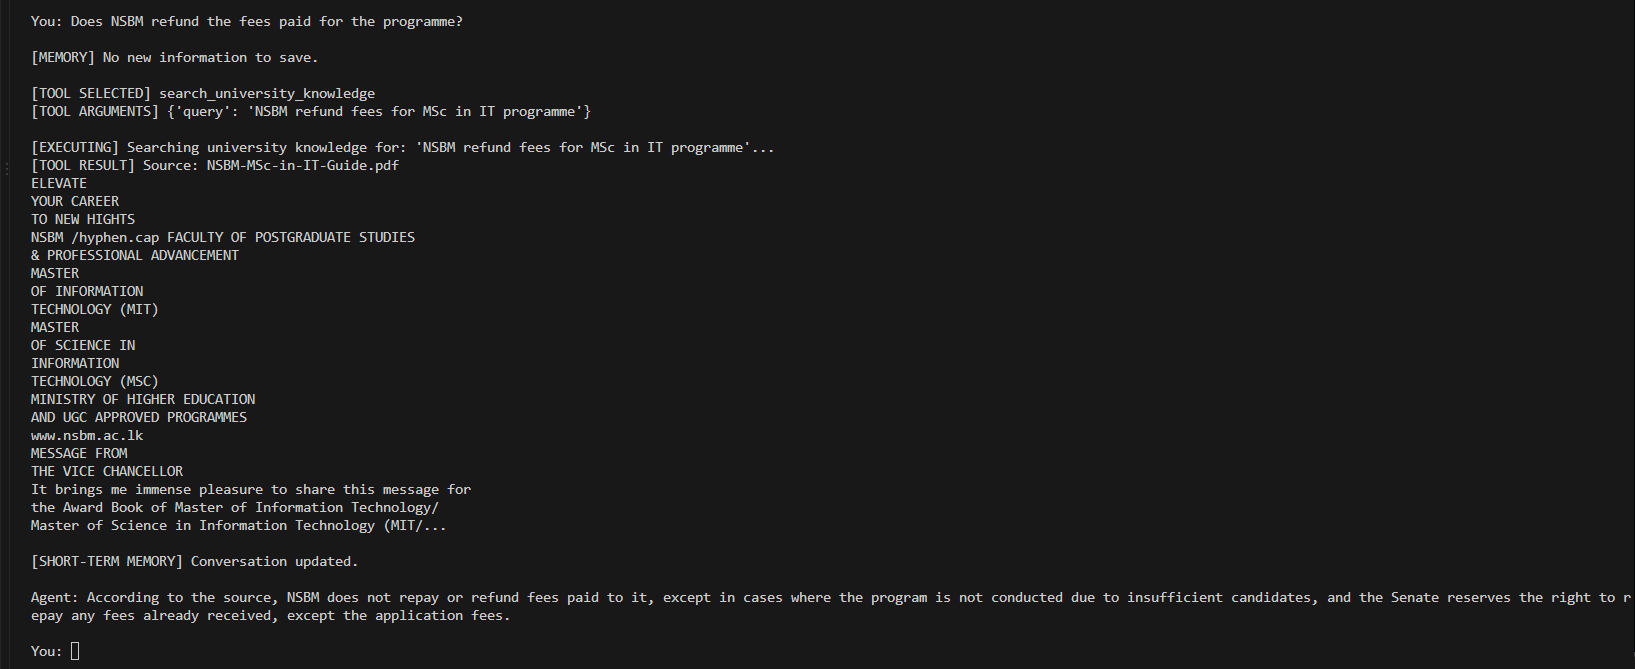 You: Does NSBM refund the fees paid for the programme?
[MEMORY] No new information to save.
[TOOL SELECTED] search_university_knowledge
[TOOL ARGUMENTS] {'query': 'NSBM refund fees for MSc in IT programme'}
[EXECUTING] Searching university knowledge for: 'NSBM refund fees for MSc in IT programme'...
[TOOL RESULT] Source: NSBM-MSc-in-IT-Guide.pdf
ELEVATE
YOUR CAREER
TO NEW HIGHTS
NSBM /hyphen.cap FACULTY OF POSTGRADUATE STUDIES
& PROFESSIONAL ADVANCEMENT
MASTER
OF INFORMATION
TECHNOLOGY (MIT)
MASTER
OF SCIENCE IN
INFORMATION
TECHNOLOGY (MSC)
MINISTRY OF HIGHER EDUCATION
AND UGC APPROVED PROGRAMMES
www.nsbm.ac.lk
MESSAGE FROM
THE VICE CHANCELLOR
It brings me immense pleasure to share this message for
the Award Book of Master of Information Technology/
Master of Science in Information Technology (MIT/...
[SHORT-TERM MEMORY] Conversation updated.
Agent: According to the source, NSBM does not repay or refund fees paid to it, except in cases where the program is not conducted due to insufficient candidates, and the Senate reserves the right to r
epay any fees already received, except the application fees.
You: